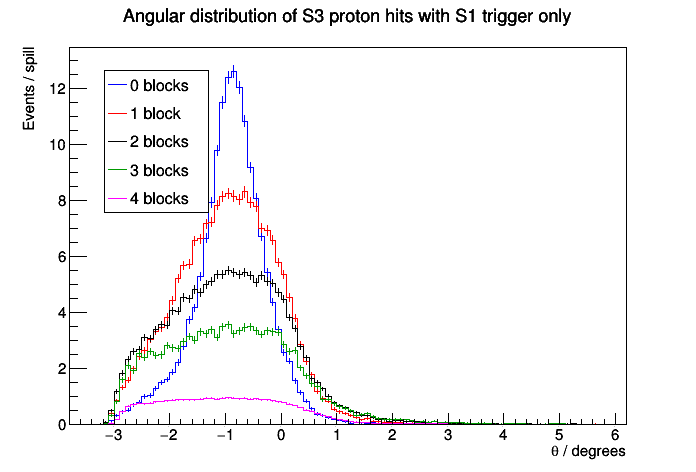 Angular distribution of S3 proton hits with S1 trigger only
Events / spill
12
10
8
6
4
2
0
0 blocks
1 block
2 blocks
3 blocks
4 blocks
−3 −2 −1 0 1 2 3 4 5 6
θ / degrees